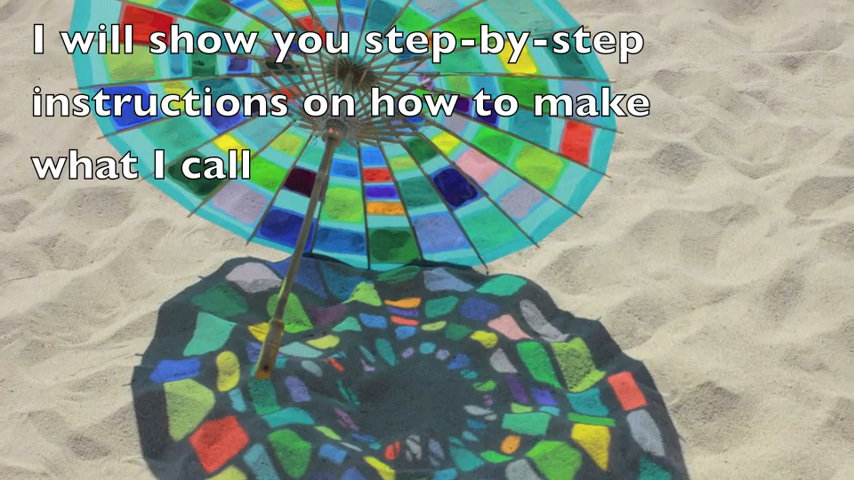 I will show you step-by-step
instructions on how to make
what I call